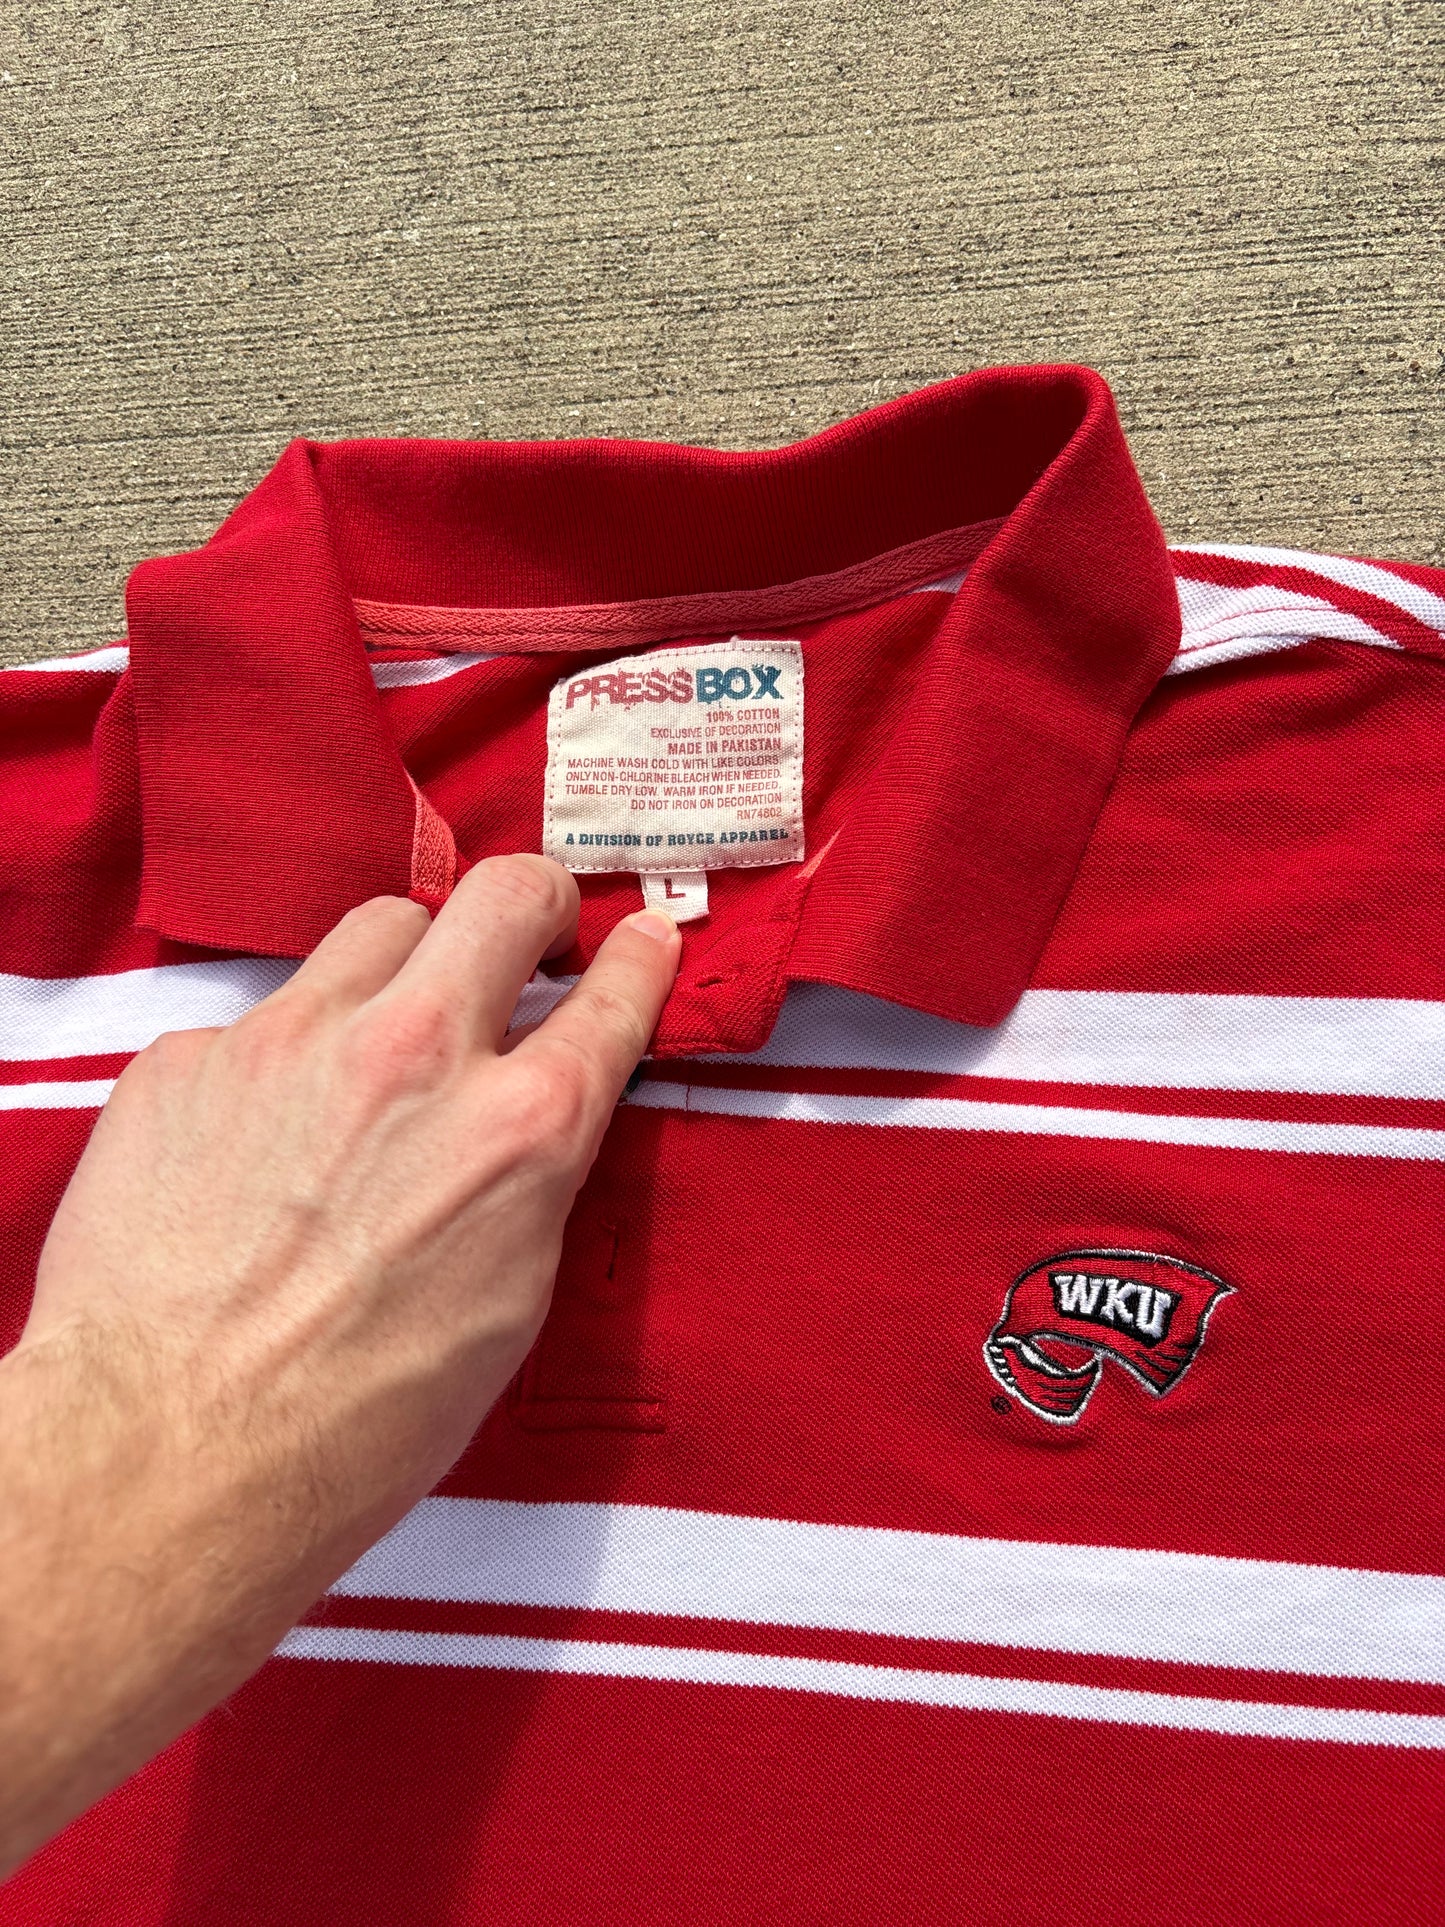 PRESSBOX
100% COTTON
EXCLUSIVE OF DECORATION
MADE IN PAKISTAN
MACHINE WASH COLD WITH LIKE COLORS.
ONLY NON-CHLORINE BLEACH WHEN NEEDED.
TUMBLE DRY LOW. WARM IRON IF NEEDED.
DO NOT IRON ON DECORATION
RN74802
A DIVISION OF ROYCE APPAREL
L
WKU
®